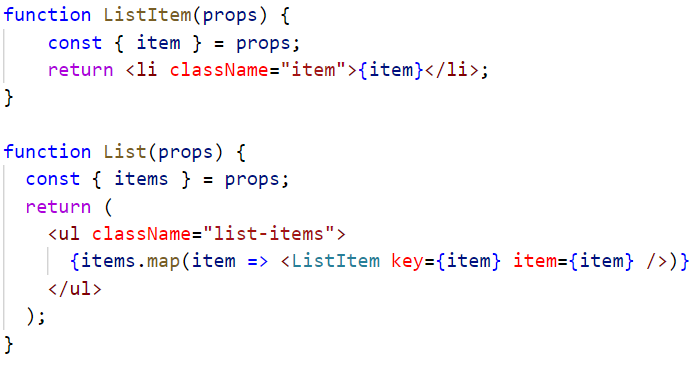 function ListItem(props) {
    const { item } = props;
    return <li className="item">{item}</li>;
}

function List(props) {
  const { items } = props;
  return (
    <ul className="list-items">
      {items.map(item => <ListItem key={item} item={item} />)}
    </ul>
  );
}